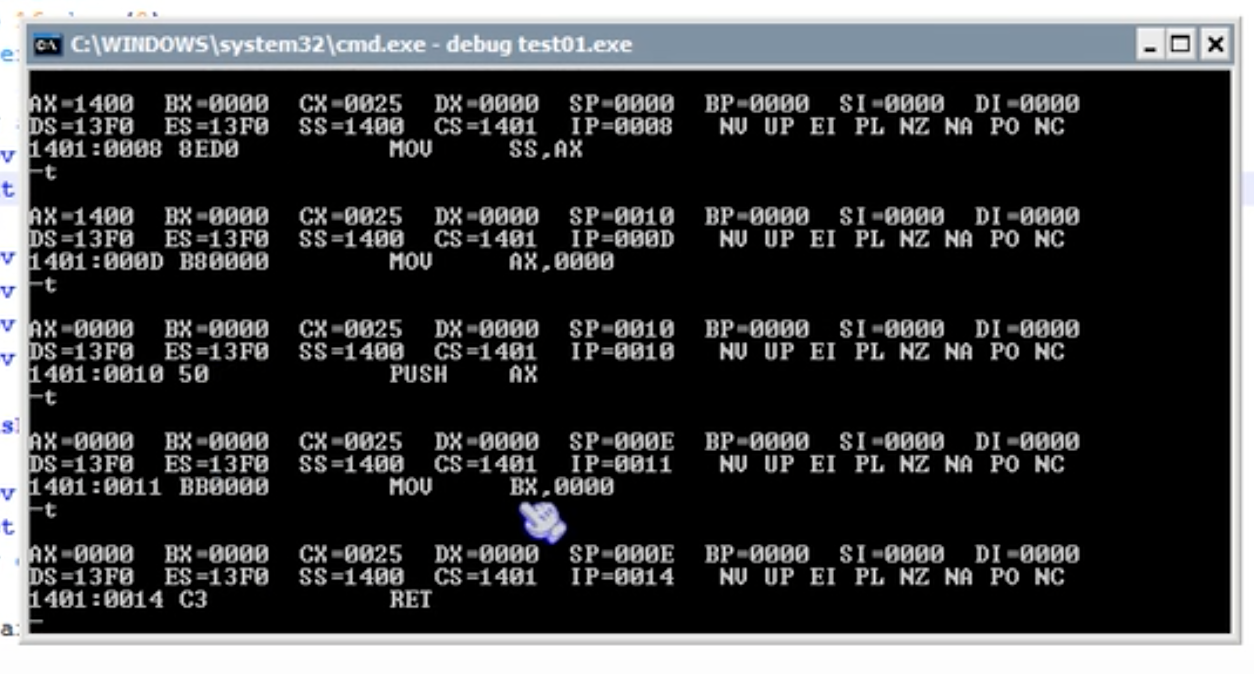 C:\WINDOWS\system32\cmd.exe - debug test01.exe
AX=1400 BX=0000 CX=0025 DX=0000 SP=0000 BP=0000 SI=0000 DI=0000
DS=13F0 ES=13F0 SS=1400 CS=1401 IP=0008 NV UP EI PL NZ NA PO NC
1401:0008 8ED0 MOV SS,AX
-t
AX=1400 BX=0000 CX=0025 DX=0000 SP=0010 BP=0000 SI=0000 DI=0000
DS=13F0 ES=13F0 SS=1400 CS=1401 IP=000D NV UP EI PL NZ NA PO NC
1401:000D B80000 MOV AX,0000
-t
AX=0000 BX=0000 CX=0025 DX=0000 SP=0010 BP=0000 SI=0000 DI=0000
DS=13F0 ES=13F0 SS=1400 CS=1401 IP=0010 NV UP EI PL NZ NA PO NC
1401:0010 50 PUSH AX
-t
AX=0000 BX=0000 CX=0025 DX=0000 SP=000E BP=0000 SI=0000 DI=0000
DS=13F0 ES=13F0 SS=1400 CS=1401 IP=0011 NV UP EI PL NZ NA PO NC
1401:0011 BB0000 MOV BX,0000
-t
AX=0000 BX=0000 CX=0025 DX=0000 SP=000E BP=0000 SI=0000 DI=0000
DS=13F0 ES=13F0 SS=1400 CS=1401 IP=0014 NV UP EI PL NZ NA PO NC
1401:0014 C3 RET
-